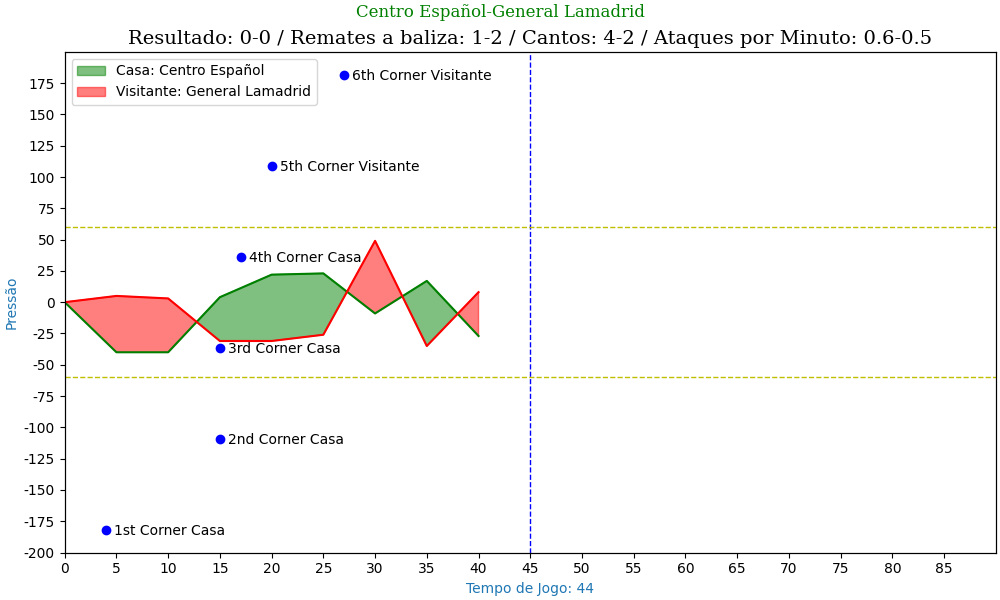 Centro Español-General Lamadrid
Resultado: 0-0 / Remates a baliza: 1-2 / Cantos: 4-2 / Ataques por Minuto: 0.6-0.5
Casa: Centro Español
Visitante: General Lamadrid
6th Corner Visitante
5th Corner Visitante
4th Corner Casa
3rd Corner Casa
2nd Corner Casa
1st Corner Casa
Pressão
175
150
125
100
75
50
25
0
-25
-50
-75
-100
-125
-150
-175
-200
0 5 10 15 20 25 30 35 40 45 50 55 60 65 70 75 80 85
Tempo de Jogo: 44